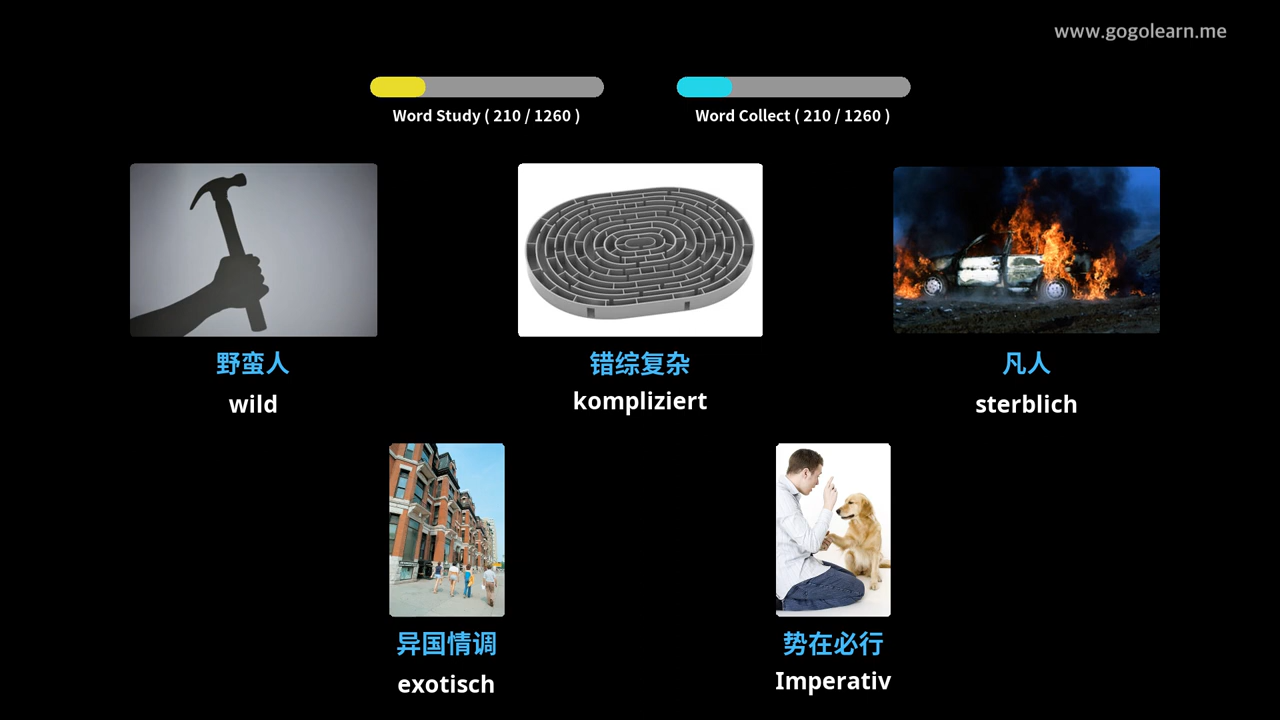 www.gogolearn.me
Word Study ( 210 / 1260 )
Word Collect ( 210 / 1260 )
野蛮人
wild
错综复杂
kompliziert
凡人
sterblich
异国情调
exotisch
势在必行
Imperativ